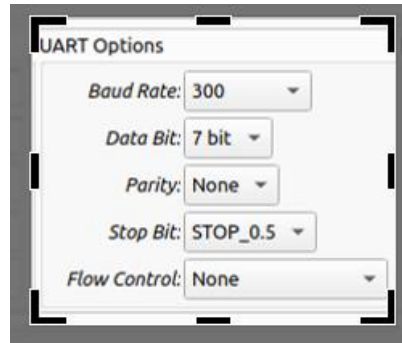 UART Options
Baud Rate: 300
Data Bit: 7 bit
Parity: None
Stop Bit: STOP_0.5
Flow Control: None